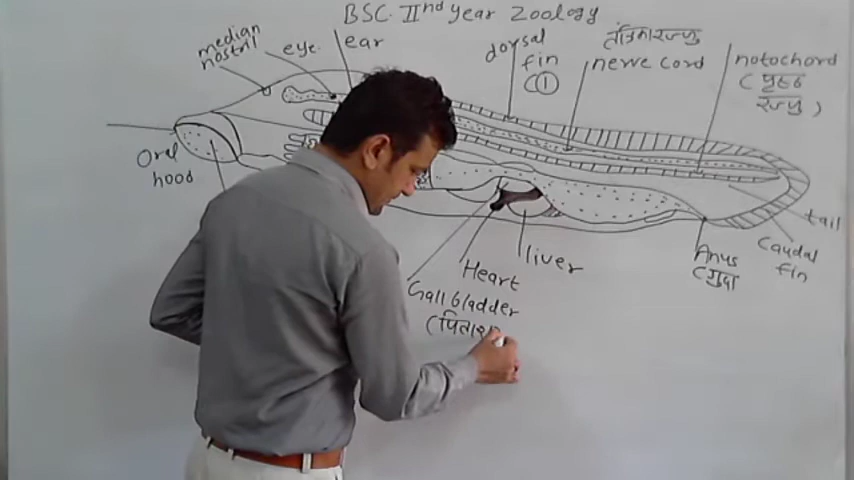 BSC. IInd year Zoology
median
nostril
eye.
ear
dorsal
fin
(1)
तंत्रिकारज्जु
nerve cord
notochord
(पृष्ठ
रज्जु)
Oral
hood
tail
Caudal
fin
Anus
(गुदा
liver
Heart
Gall Bladder
(पिताश